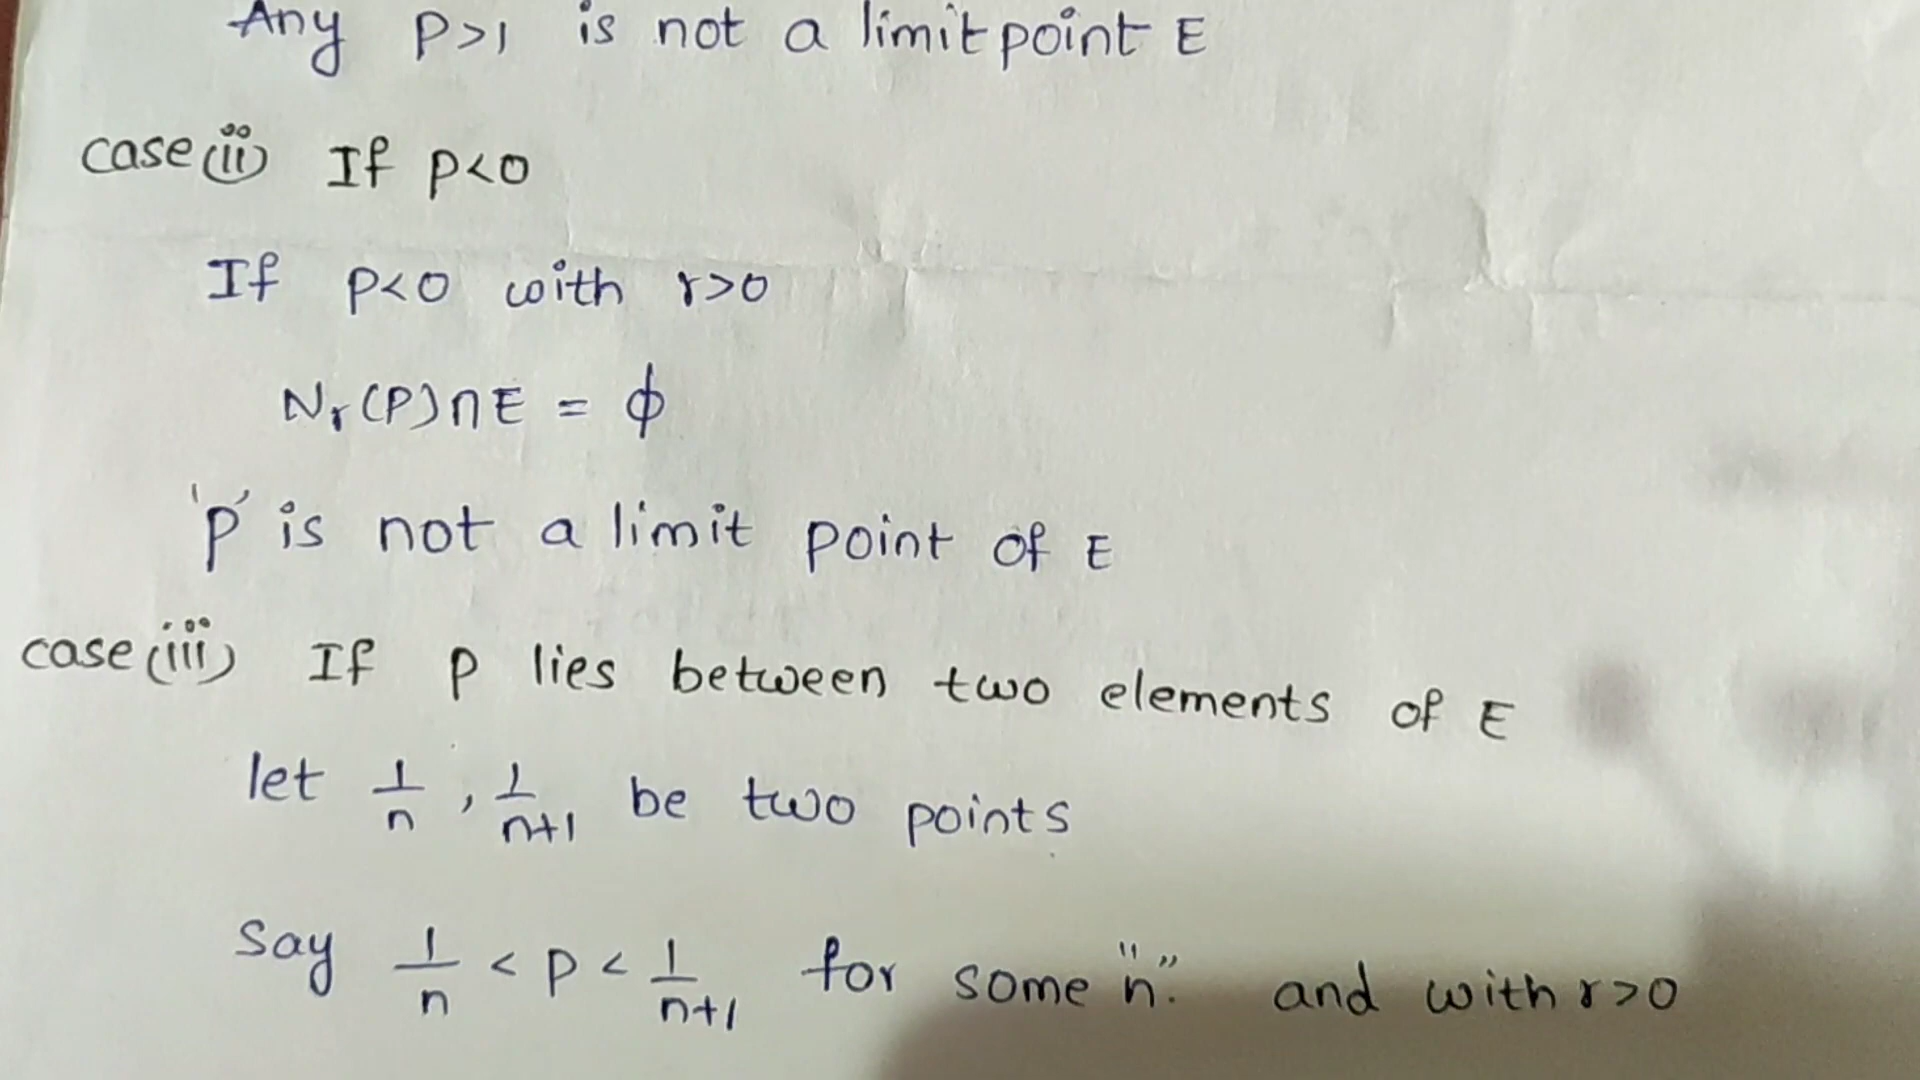 Any p>1 is not a limit point E
case (ii) If p<0
If p<0 with r>0
Nr(p)∩E = ϕ
'p' is not a limit point of E
case (iii) If p lies between two elements of E
let 1/n , 1/n+1 be two points
Say 1/n < p < 1/n+1 for some "n". and with r>0